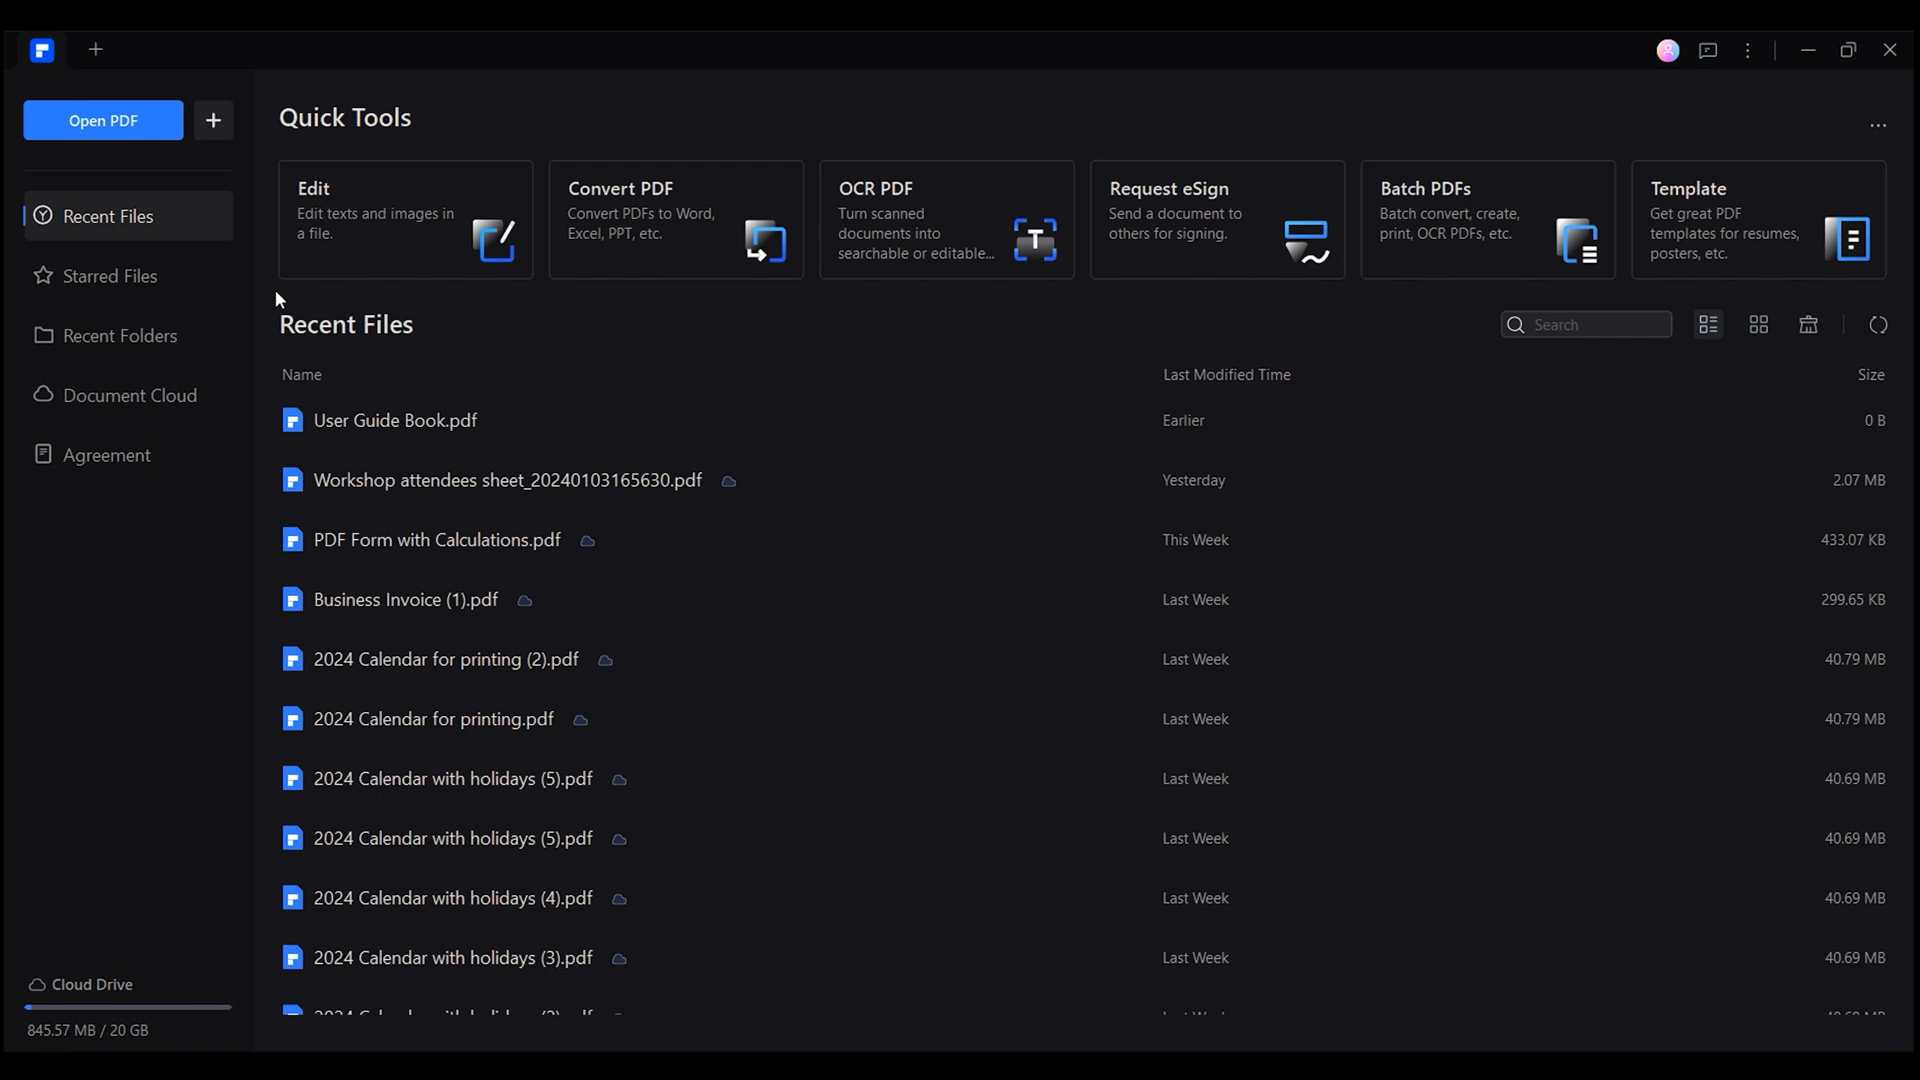 Open PDF
Recent Files
Starred Files
Recent Folders
Document Cloud
Agreement
Cloud Drive
845.57 MB / 20 GB
Quick Tools
Edit
Edit texts and images in
a file.
Convert PDF
Convert PDFs to Word,
Excel, PPT, etc.
OCR PDF
Turn scanned
documents into
searchable or editable...
Request eSign
Send a document to
others for signing.
Batch PDFs
Batch convert, create,
print, OCR PDFs, etc.
Template
Get great PDF
templates for resumes,
posters, etc.
Recent Files
Search
Name Last Modified Time Size
User Guide Book.pdf Earlier 0 B
Workshop attendees sheet_20240103165630.pdf Yesterday 2.07 MB
PDF Form with Calculations.pdf This Week 433.07 KB
Business Invoice (1).pdf Last Week 299.65 KB
2024 Calendar for printing (2).pdf Last Week 40.79 MB
2024 Calendar for printing.pdf Last Week 40.79 MB
2024 Calendar with holidays (5).pdf Last Week 40.69 MB
2024 Calendar with holidays (5).pdf Last Week 40.69 MB
2024 Calendar with holidays (4).pdf Last Week 40.69 MB
2024 Calendar with holidays (3).pdf Last Week 40.69 MB